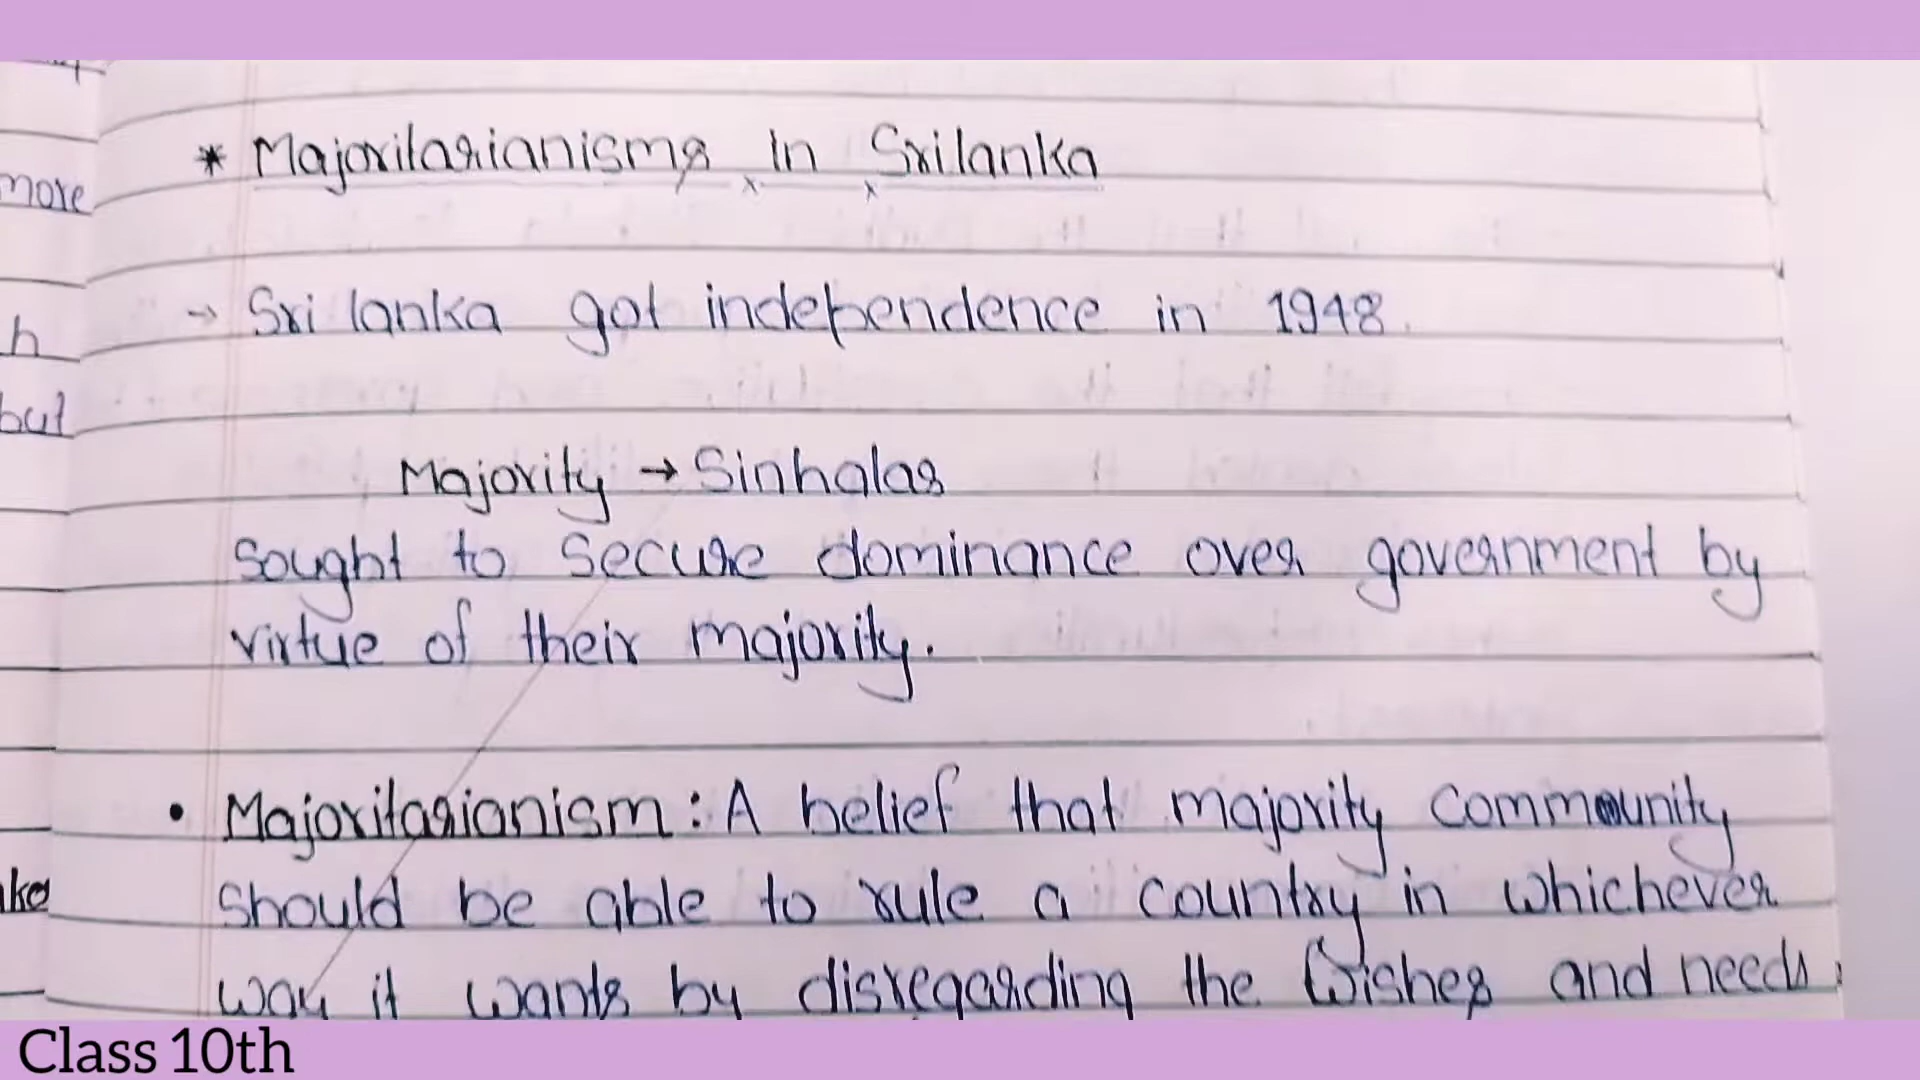 more
h
but
ke
* Majoritarianisms in Srilanka
→ Sri lanka got independence in 1948.
Majority → Sinhalas
Sought to secure dominance over government by
virtue of their majority.
• Majoritarianism : A belief that majority community
should be able to rule a country in whichever
way it wants by disregarding the wishes and needs
Class 10th